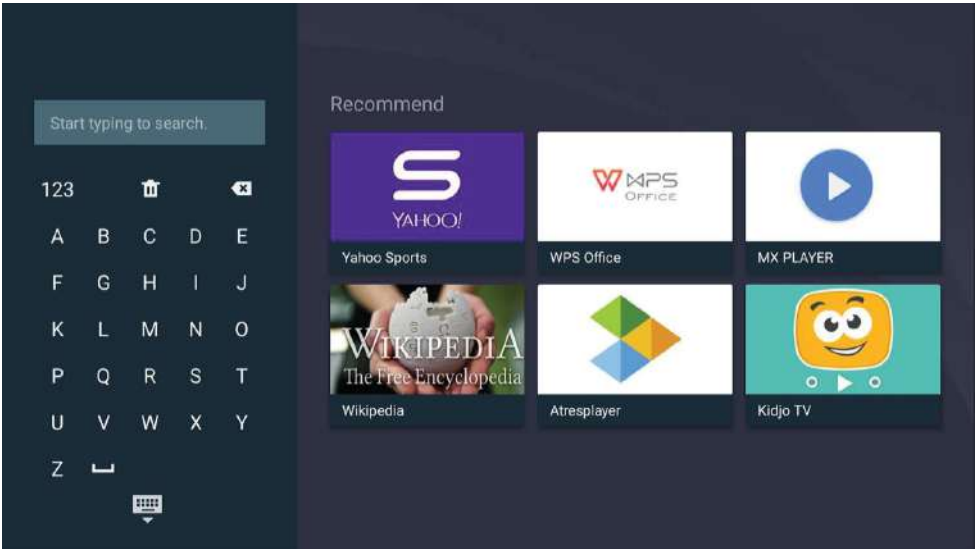 Start typing to search.
123
A B C D E
F G H I J
K L M N O
P Q R S T
U V W X Y
Z
Recommend
YAHOO!
WPS
OFFICE
Yahoo Sports
WPS Office
MX PLAYER
WIKIPEDIA
The Free Encyclopedia
Wikipedia
Atresplayer
Kidjo TV